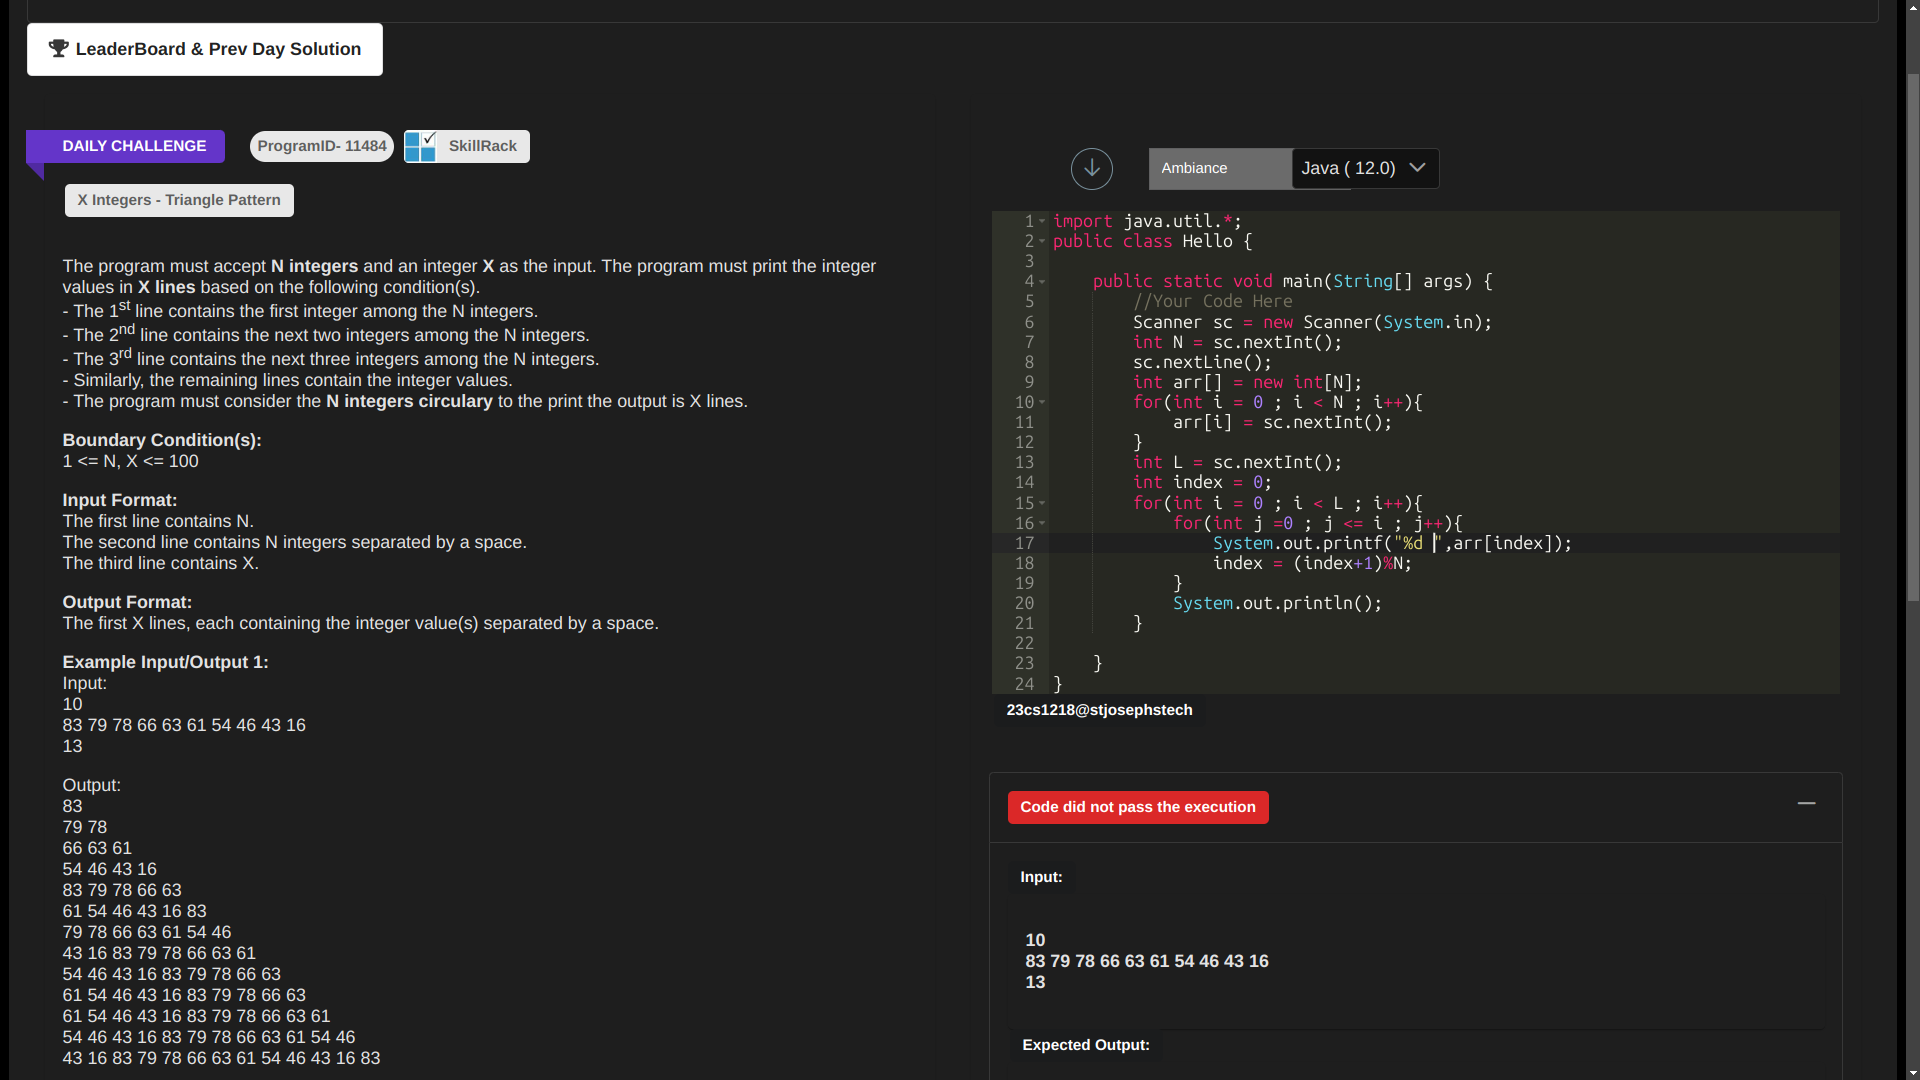 LeaderBoard & Prev Day Solution
DAILY CHALLENGE
ProgramID- 11484
SkillRack
X Integers - Triangle Pattern
The program must accept N integers and an integer X as the input. The program must print the integer
values in X lines based on the following condition(s).
- The 1st line contains the first integer among the N integers.
- The 2nd line contains the next two integers among the N integers.
- The 3rd line contains the next three integers among the N integers.
- Similarly, the remaining lines contain the integer values.
- The program must consider the N integers circulary to the print the output is X lines.
Boundary Condition(s):
1 <= N, X <= 100
Input Format:
The first line contains N.
The second line contains N integers separated by a space.
The third line contains X.
Output Format:
The first X lines, each containing the integer value(s) separated by a space.
Example Input/Output 1:
Input:
10
83 79 78 66 63 61 54 46 43 16
13
Output:
83
79 78
66 63 61
54 46 43 16
83 79 78 66 63
61 54 46 43 16 83
79 78 66 63 61 54 46
43 16 83 79 78 66 63 61
54 46 43 16 83 79 78 66 63
61 54 46 43 16 83 79 78 66 63
61 54 46 43 16 83 79 78 66 63 61
54 46 43 16 83 79 78 66 63 61 54 46
43 16 83 79 78 66 63 61 54 46 43 16 83
Ambiance
Java ( 12.0)
1 import java.util.*;
2 public class Hello {
3
4     public static void main(String[] args) {
5         //Your Code Here
6         Scanner sc = new Scanner(System.in);
7         int N = sc.nextInt();
8         sc.nextLine();
9         int arr[] = new int[N];
10         for(int i = 0 ; i < N ; i++){
11             arr[i] = sc.nextInt();
12         }
13         int L = sc.nextInt();
14         int index = 0;
15         for(int i = 0 ; i < L ; i++){
16             for(int j =0 ; j <= i ; j++){
17                 System.out.printf("%d ",arr[index]);
18                 index = (index+1)%N;
19             }
20             System.out.println();
21         }
22
23     }
24 }
23cs1218@stjosephstech
Code did not pass the execution
Input:
10
83 79 78 66 63 61 54 46 43 16
13
Expected Output: